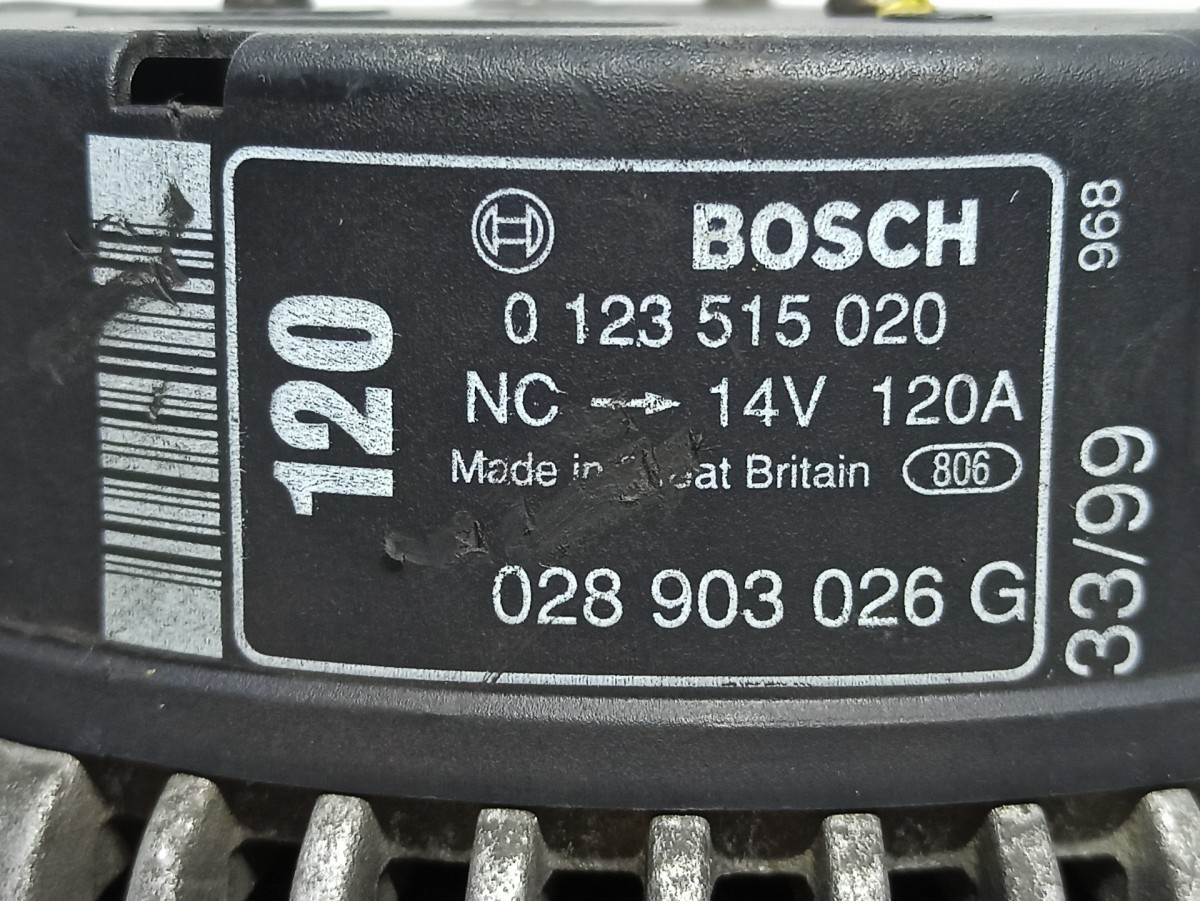 BOSCH
0 123 515 020
NC → 14V 120A
Made in Britain 806
028 903 026 G
120
968
33/99